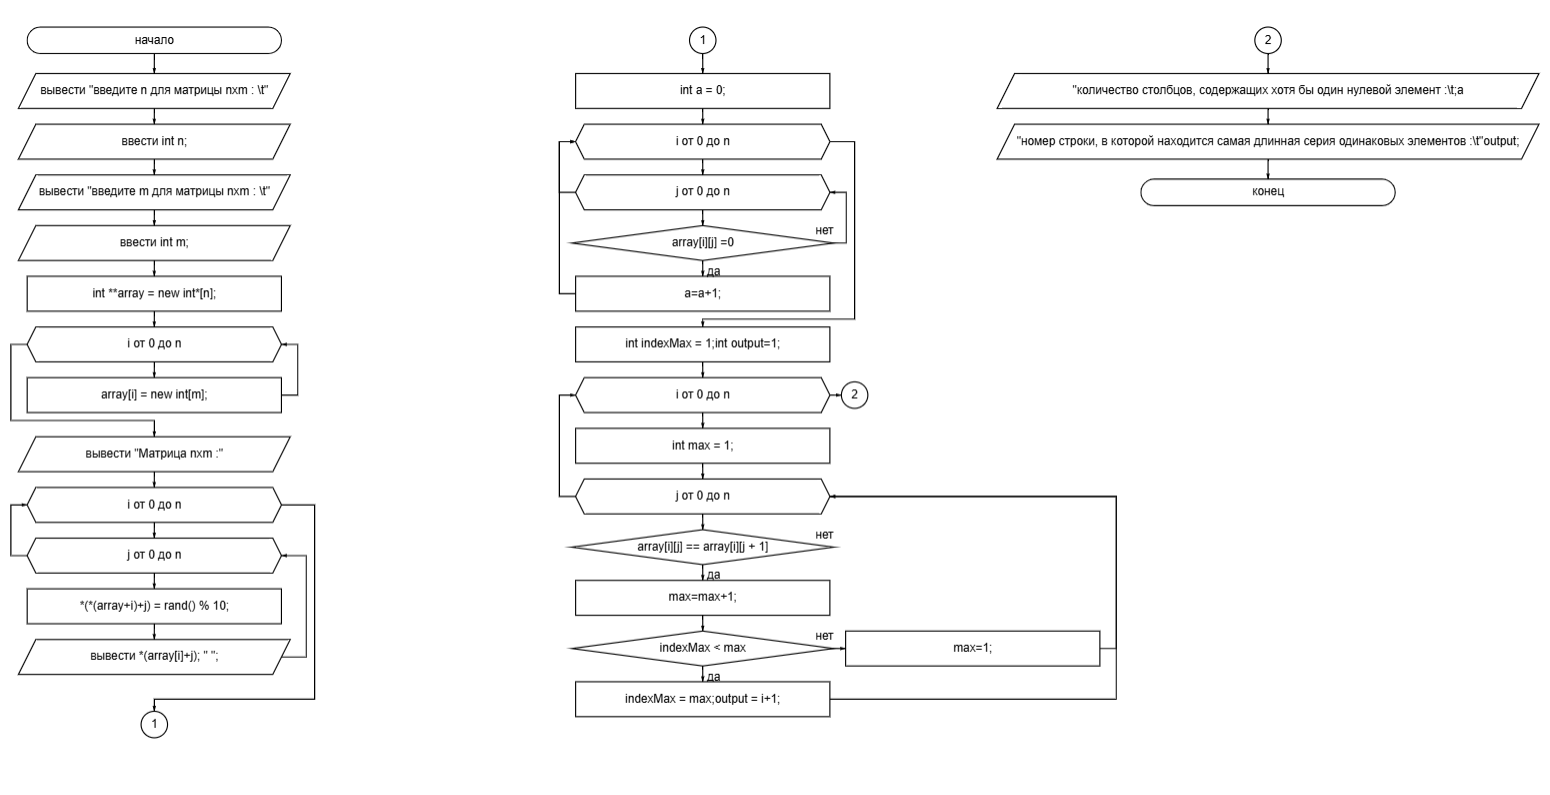 начало
вывести "введите n для матрицы nxm : \t"
ввести int n;
вывести "введите m для матрицы nxm : \t"
ввести int m;
int **array = new int*[n];
i от 0 до n
array[i] = new int[m];
вывести "Матрица nxm :"
i от 0 до n
j от 0 до n
*(*(array+i)+j) = rand() % 10;
вывести *(array[i]+j); " ";
1
1
int a = 0;
i от 0 до n
j от 0 до n
нет
array[i][j] =0
да
a=a+1;
int indexMax = 1;int output=1;
i от 0 до n
2
int max = 1;
j от 0 до n
нет
array[i][j] == array[i][j + 1]
да
max=max+1;
нет
indexMax < max
max=1;
да
indexMax = max;output = i+1;
2
"количество столбцов, содержащих хотя бы один нулевой элемент :\t;a
"номер строки, в которой находится самая длинная серия одинаковых элементов :\t"output;
конец